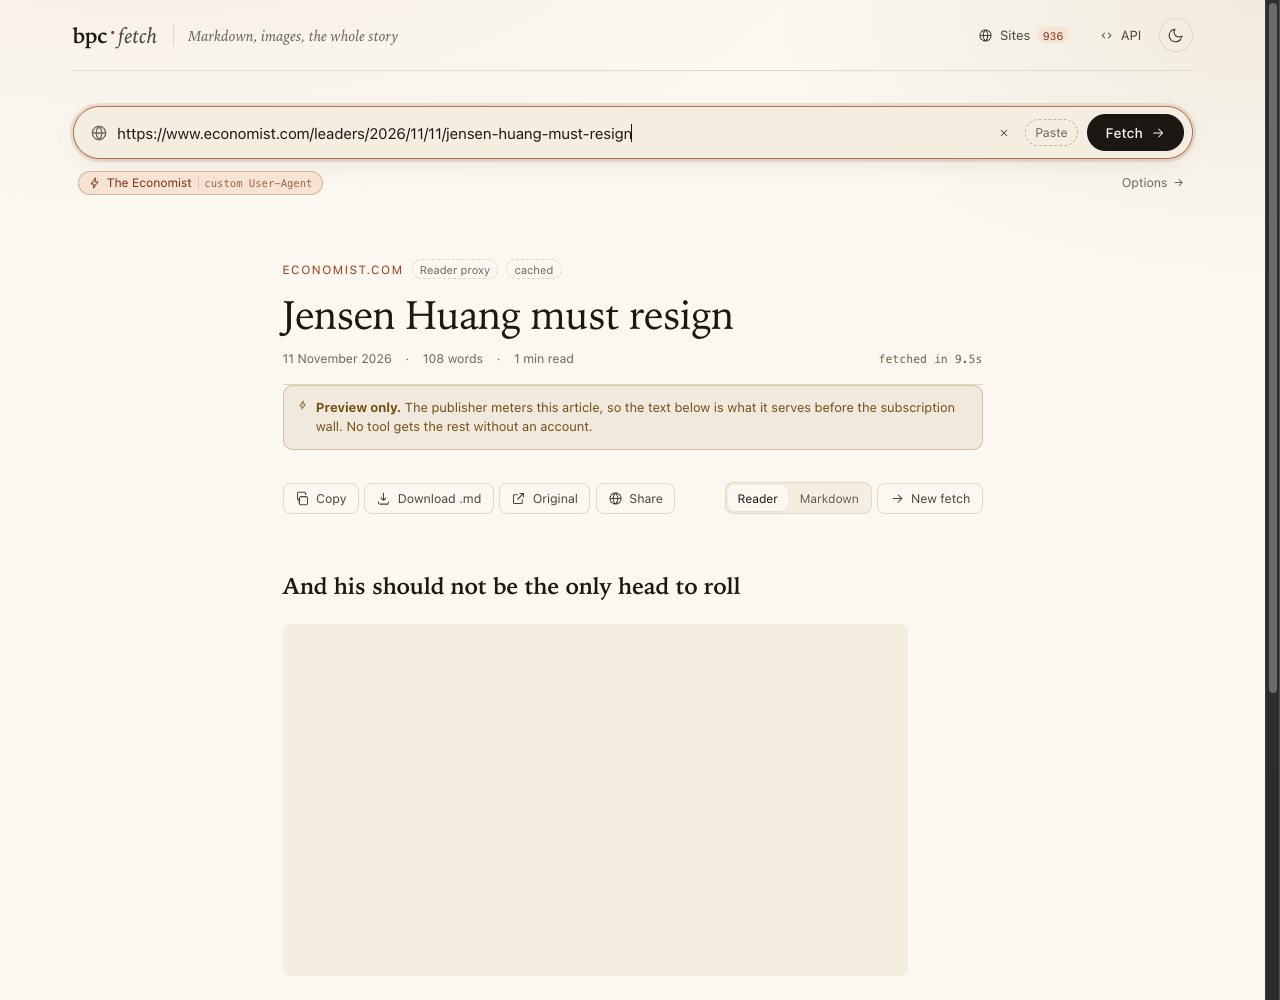 bpc·fetch
Markdown, images, the whole story
Sites 936
API
https://www.economist.com/leaders/2026/11/11/jensen-huang-must-resign
× Paste Fetch →
The Economist custom User-Agent
Options →
ECONOMIST.COM Reader proxy cached
Jensen Huang must resign
11 November 2026 · 108 words · 1 min read
fetched in 9.5s
Preview only. The publisher meters this article, so the text below is what it serves before the subscription
wall. No tool gets the rest without an account.
Copy Download .md Original Share Reader Markdown → New fetch
And his should not be the only head to roll